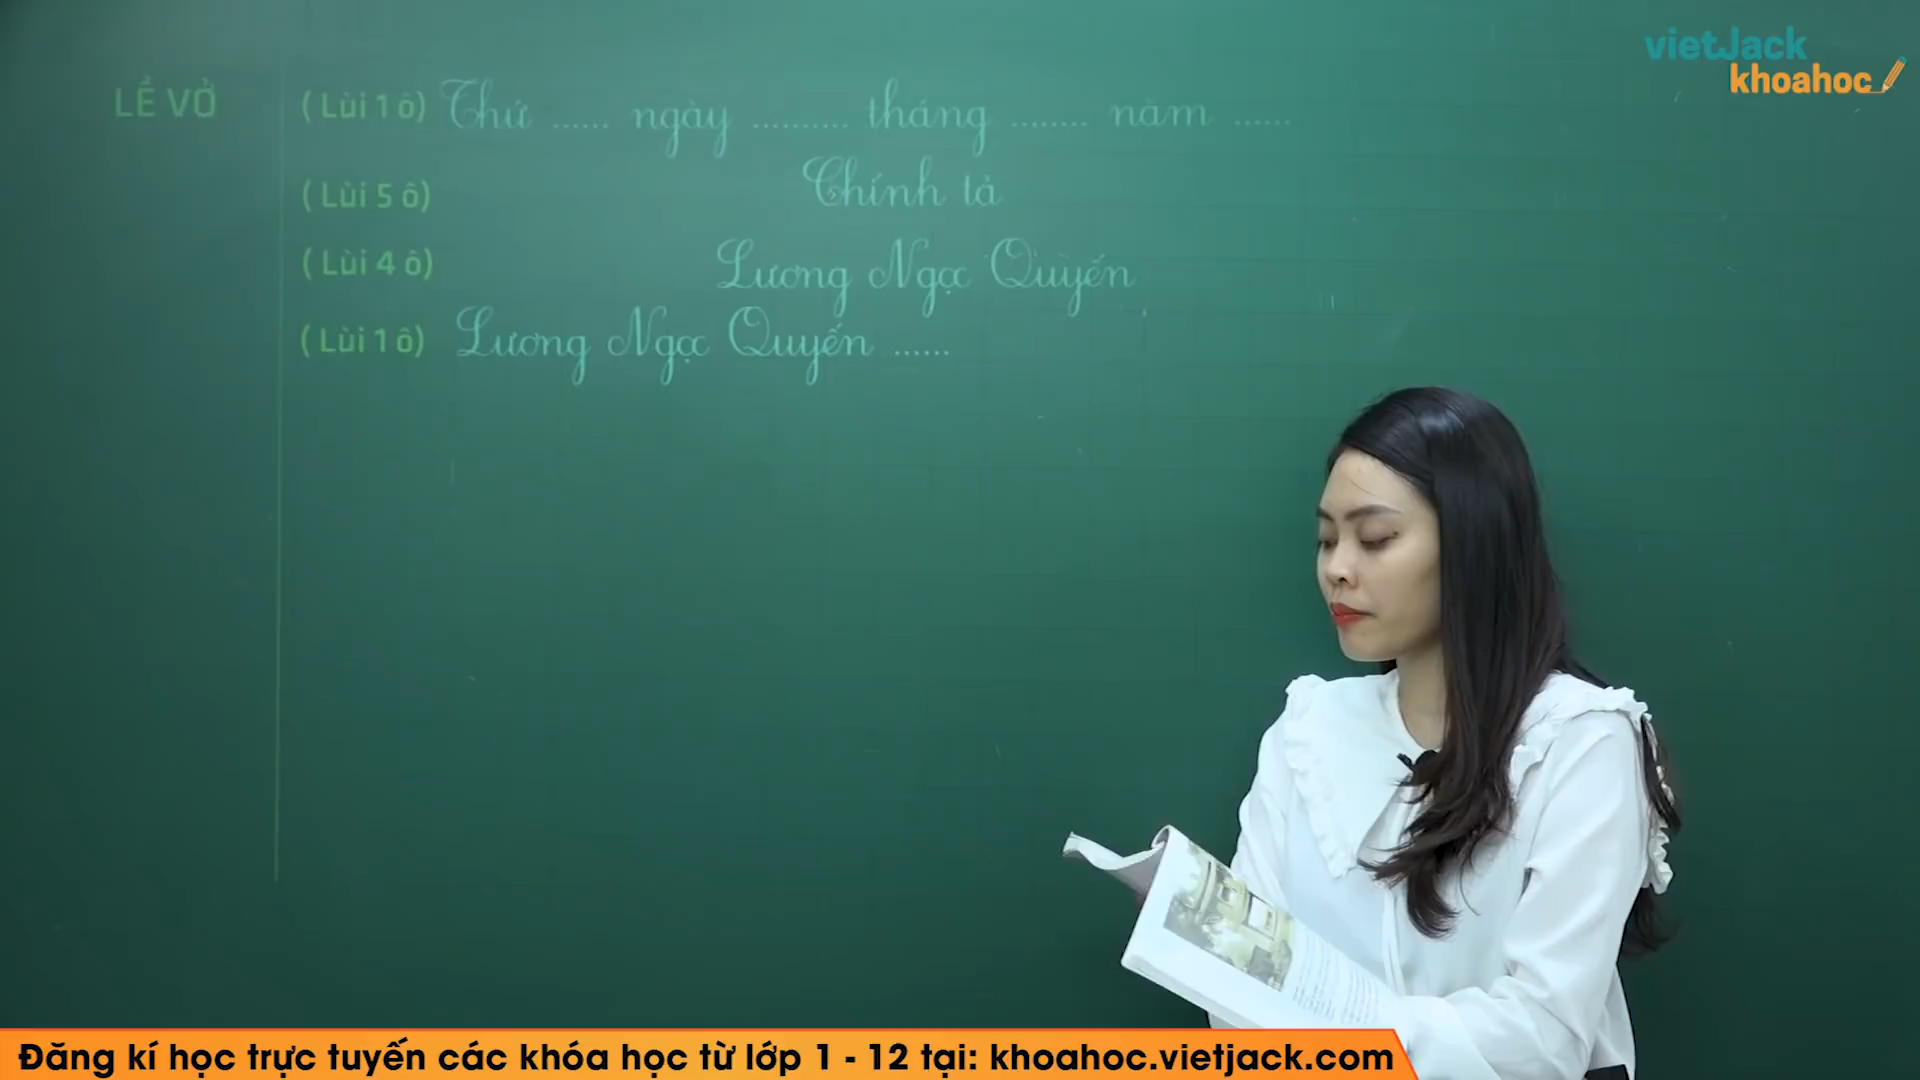 vietJack
khoahoc
LỀ VỞ
( Lùi 1 ô) Thứ ...... ngày .......... tháng ........ năm ......
( Lùi 5 ô) Chính tả
( Lùi 4 ô) Lương Ngọc Quyến
( Lùi 1 ô) Lương Ngọc Quyến ......
Đăng kí học trực tuyến các khóa học từ lớp 1 - 12 tại: khoahoc.vietjack.com